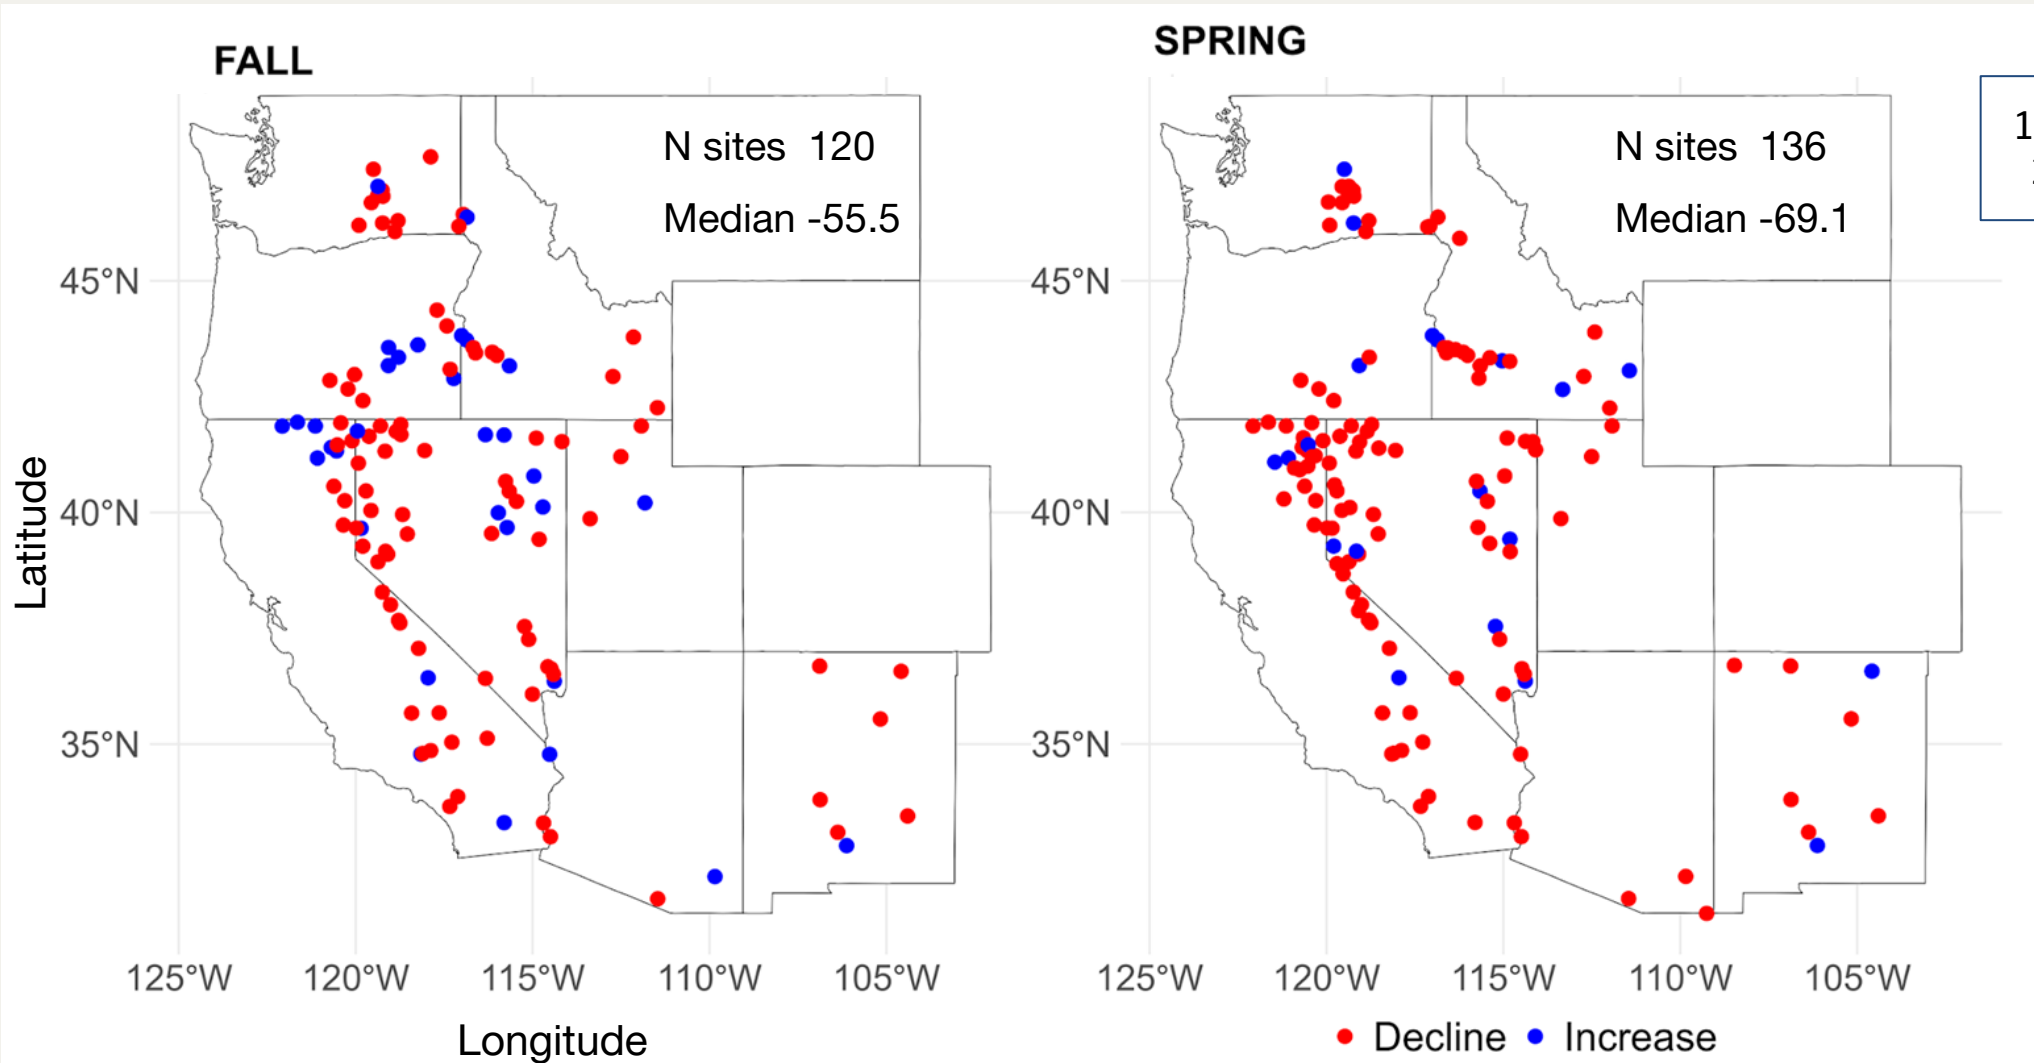 FALL
SPRING
N sites 120
Median -55.5
N sites 136
Median -69.1
1
45°N
40°N
35°N
45°N
40°N
35°N
Latitude
125°W 120°W 115°W 110°W 105°W
125°W 120°W 115°W 110°W 105°W
Longitude
Decline Increase